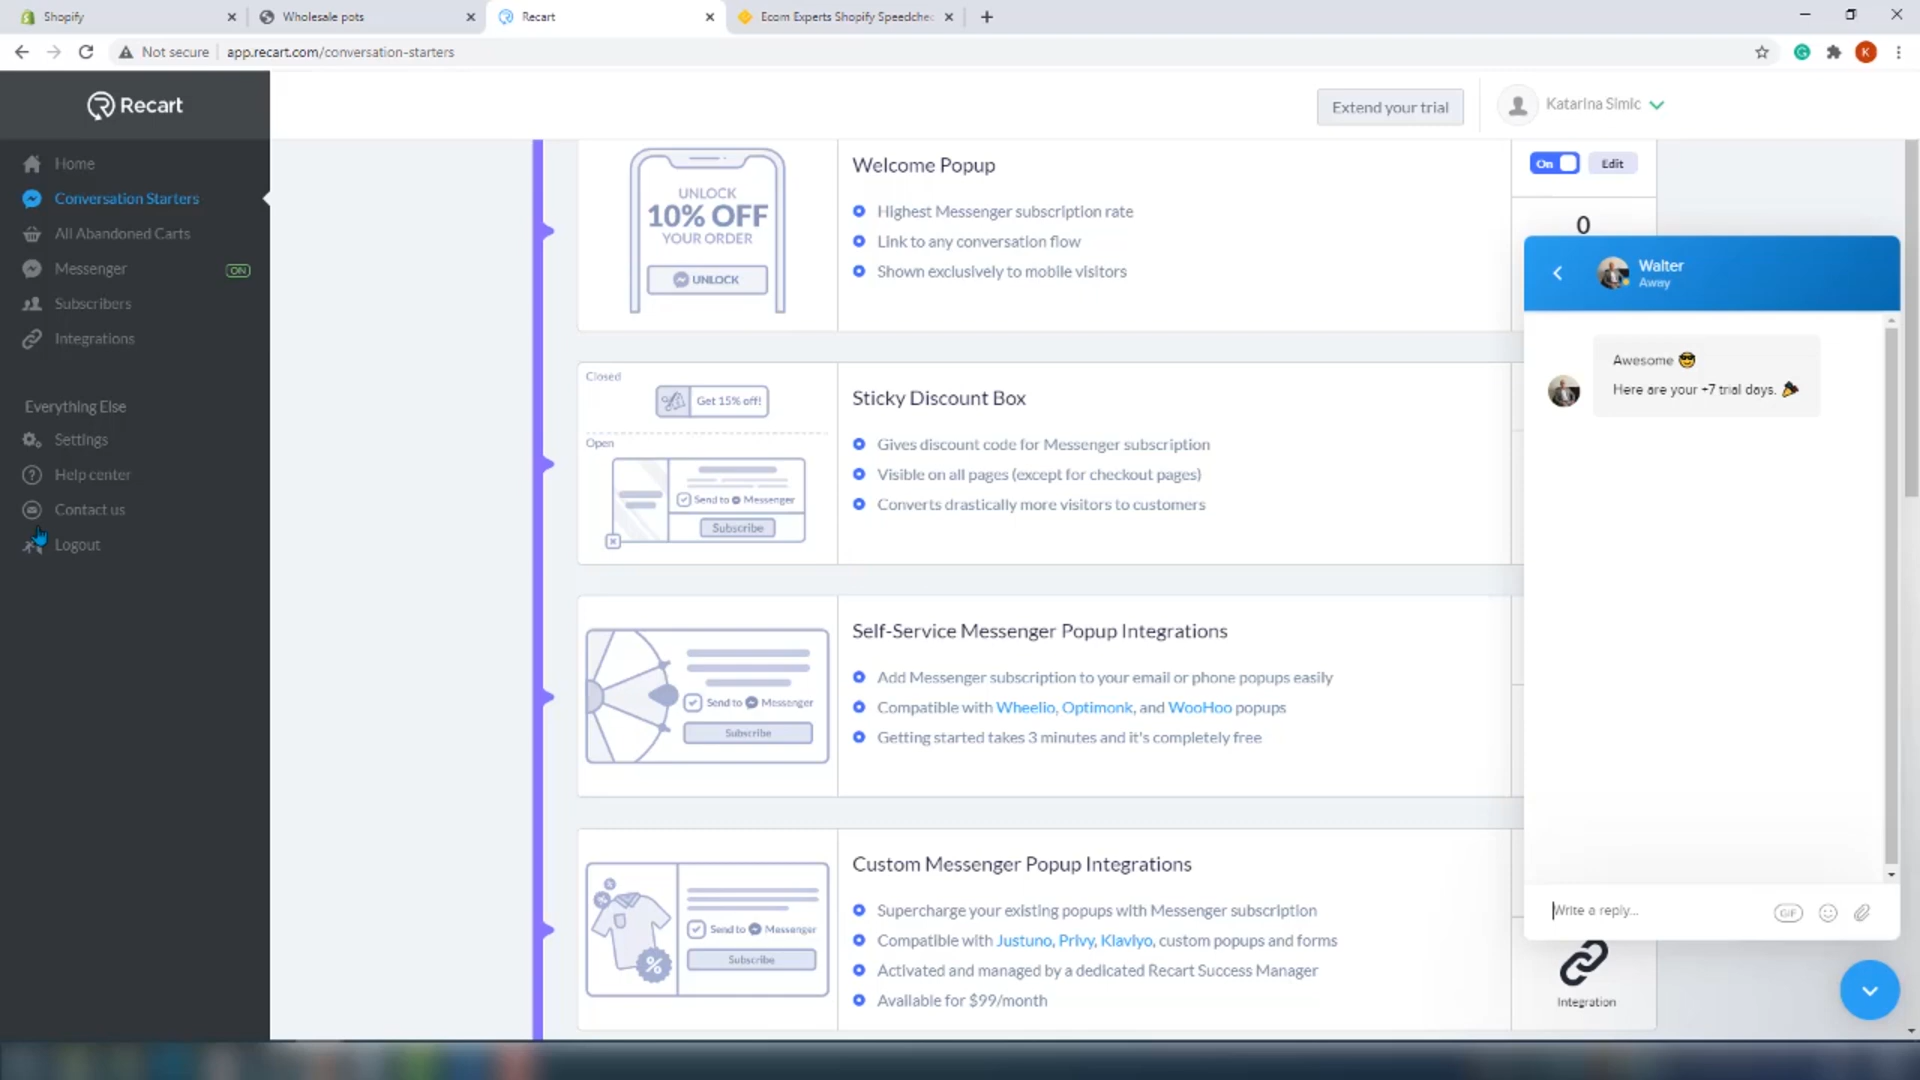 Shopify
Wholesale pots
Recart
Ecom Experts Shopify Speedchec
Not secure
app.recart.com/conversation-starters
Recart
Extend your trial
Katarina Simic
Home
Conversation Starters
All Abandoned Carts
Messenger
ON
Subscribers
Integrations
Everything Else
Settings
Help center
Contact us
Logout
UNLOCK
10% OFF
YOUR ORDER
UNLOCK
Welcome Popup
Highest Messenger subscription rate
Link to any conversation flow
Shown exclusively to mobile visitors
On
Edit
0
Closed
Get 15% off!
Open
Send to Messenger
Subscribe
Sticky Discount Box
Gives discount code for Messenger subscription
Visible on all pages (except for checkout pages)
Converts drastically more visitors to customers
Send to Messenger
Subscribe
Self-Service Messenger Popup Integrations
Add Messenger subscription to your email or phone popups easily
Compatible with Wheelio, Optimonk, and WooHoo popups
Getting started takes 3 minutes and it's completely free
%
Send to Messenger
Subscribe
Custom Messenger Popup Integrations
Supercharge your existing popups with Messenger subscription
Compatible with Justuno, Privy, Klaviyo, custom popups and forms
Activated and managed by a dedicated Recart Success Manager
Available for $99/month
Integration
Walter
Away
Awesome 😎
Here are your +7 trial days. 🎉
Write a reply...
GIF
K